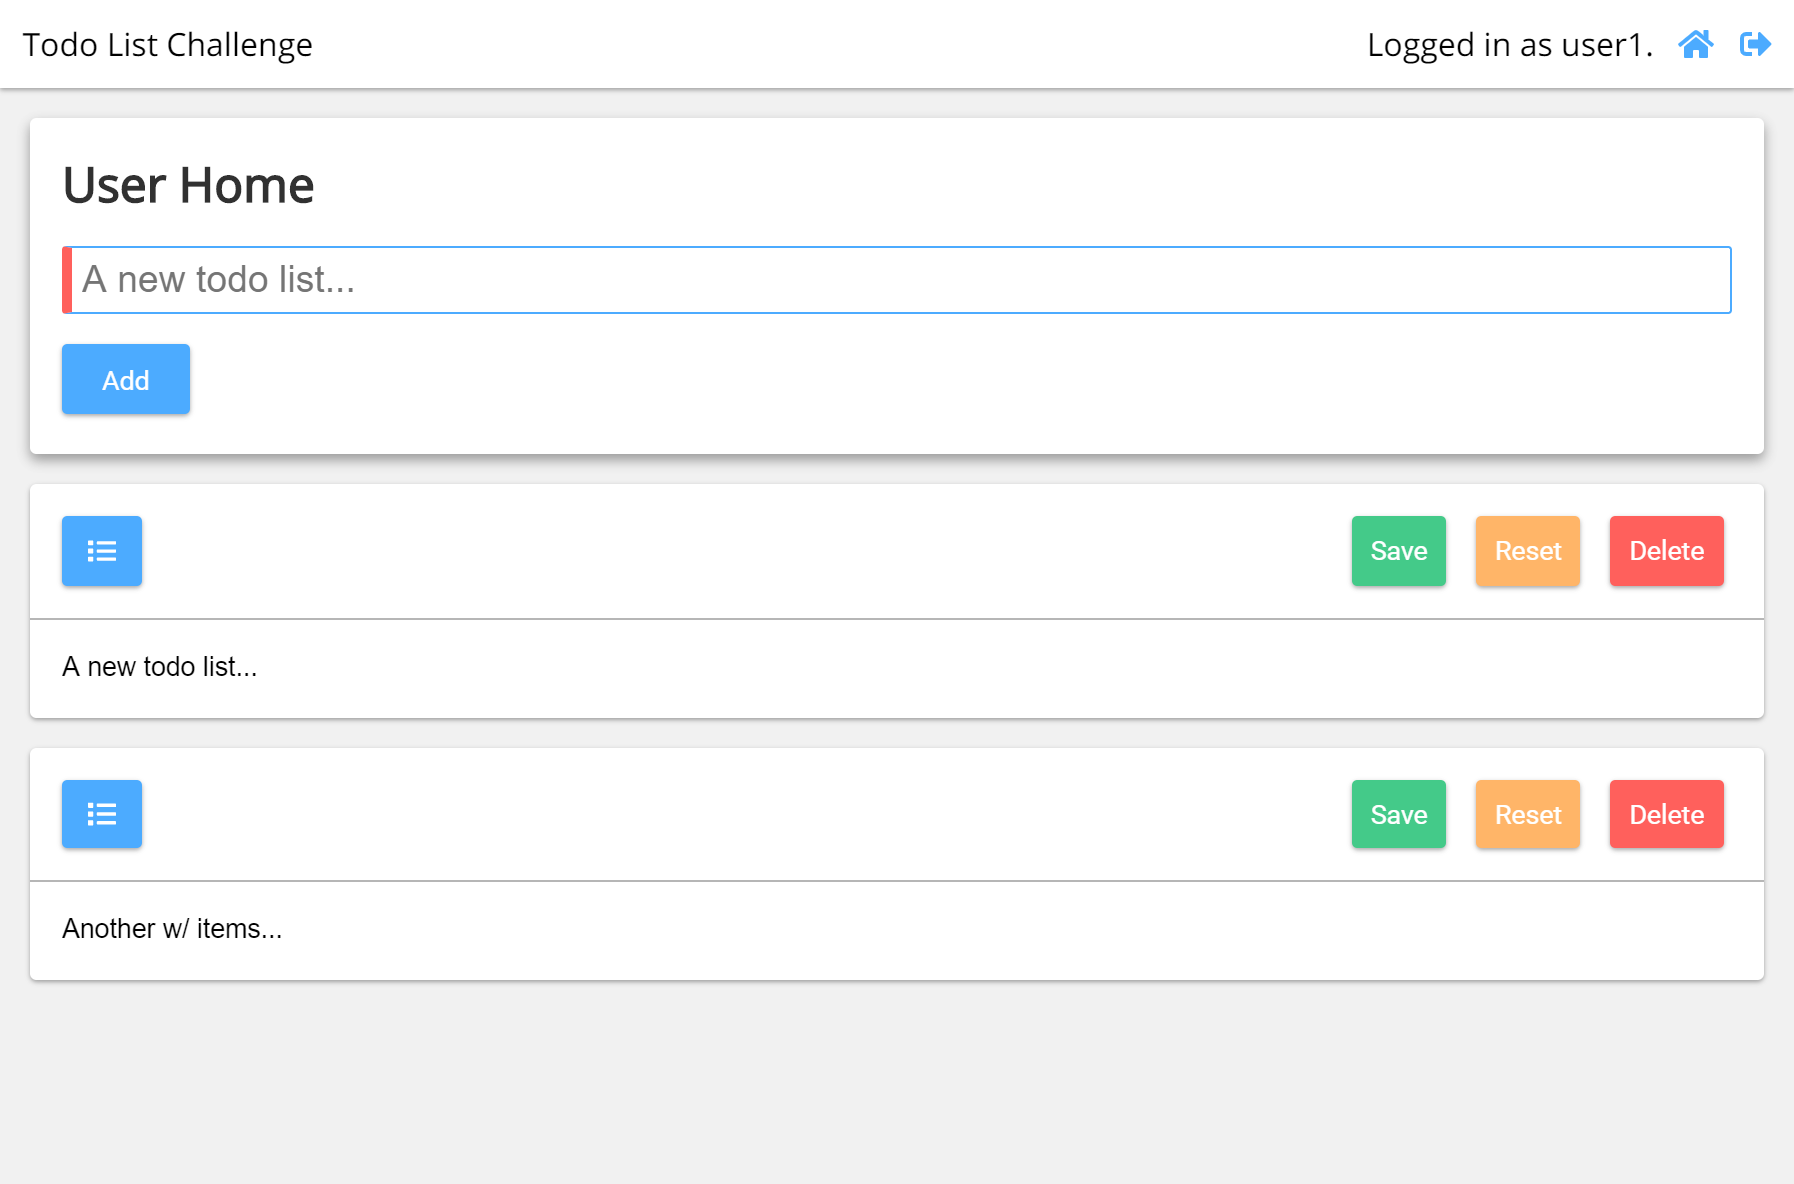 Todo List Challenge
Logged in as user1.
User Home
A new todo list...
Add
Save Reset Delete
A new todo list...
Save Reset Delete
Another w/ items...